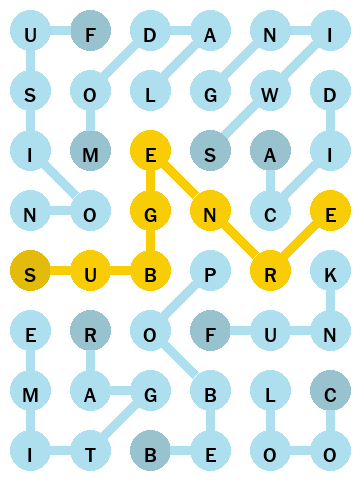 U F D A N I
S O L G W D
I M E S A I
N O G N C E
S U B P R K
E R O F U N
M A G B L C
I T B E O O